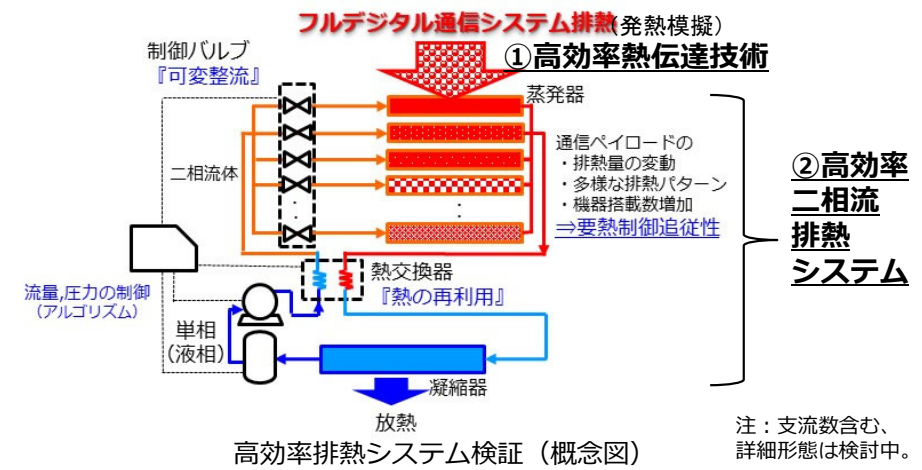 フルデジタル通信システム排熱(発熱模擬)
①高効率熱伝達技術
制御バルブ
『可変整流』
蒸発器
二相流体
:
:
通信ペイロードの
・排熱量の変動
・多様な排熱パターン
・機器搭載数増加
⇒要熱制御追従性
②高効率
二相流
排熱
システム
熱交換器
『熱の再利用』
流量,圧力の制御
(アルゴリズム)
単相
(液相)
凝縮器
放熱
高効率排熱システム検証(概念図)
注:支流数含む、
詳細形態は検討中。